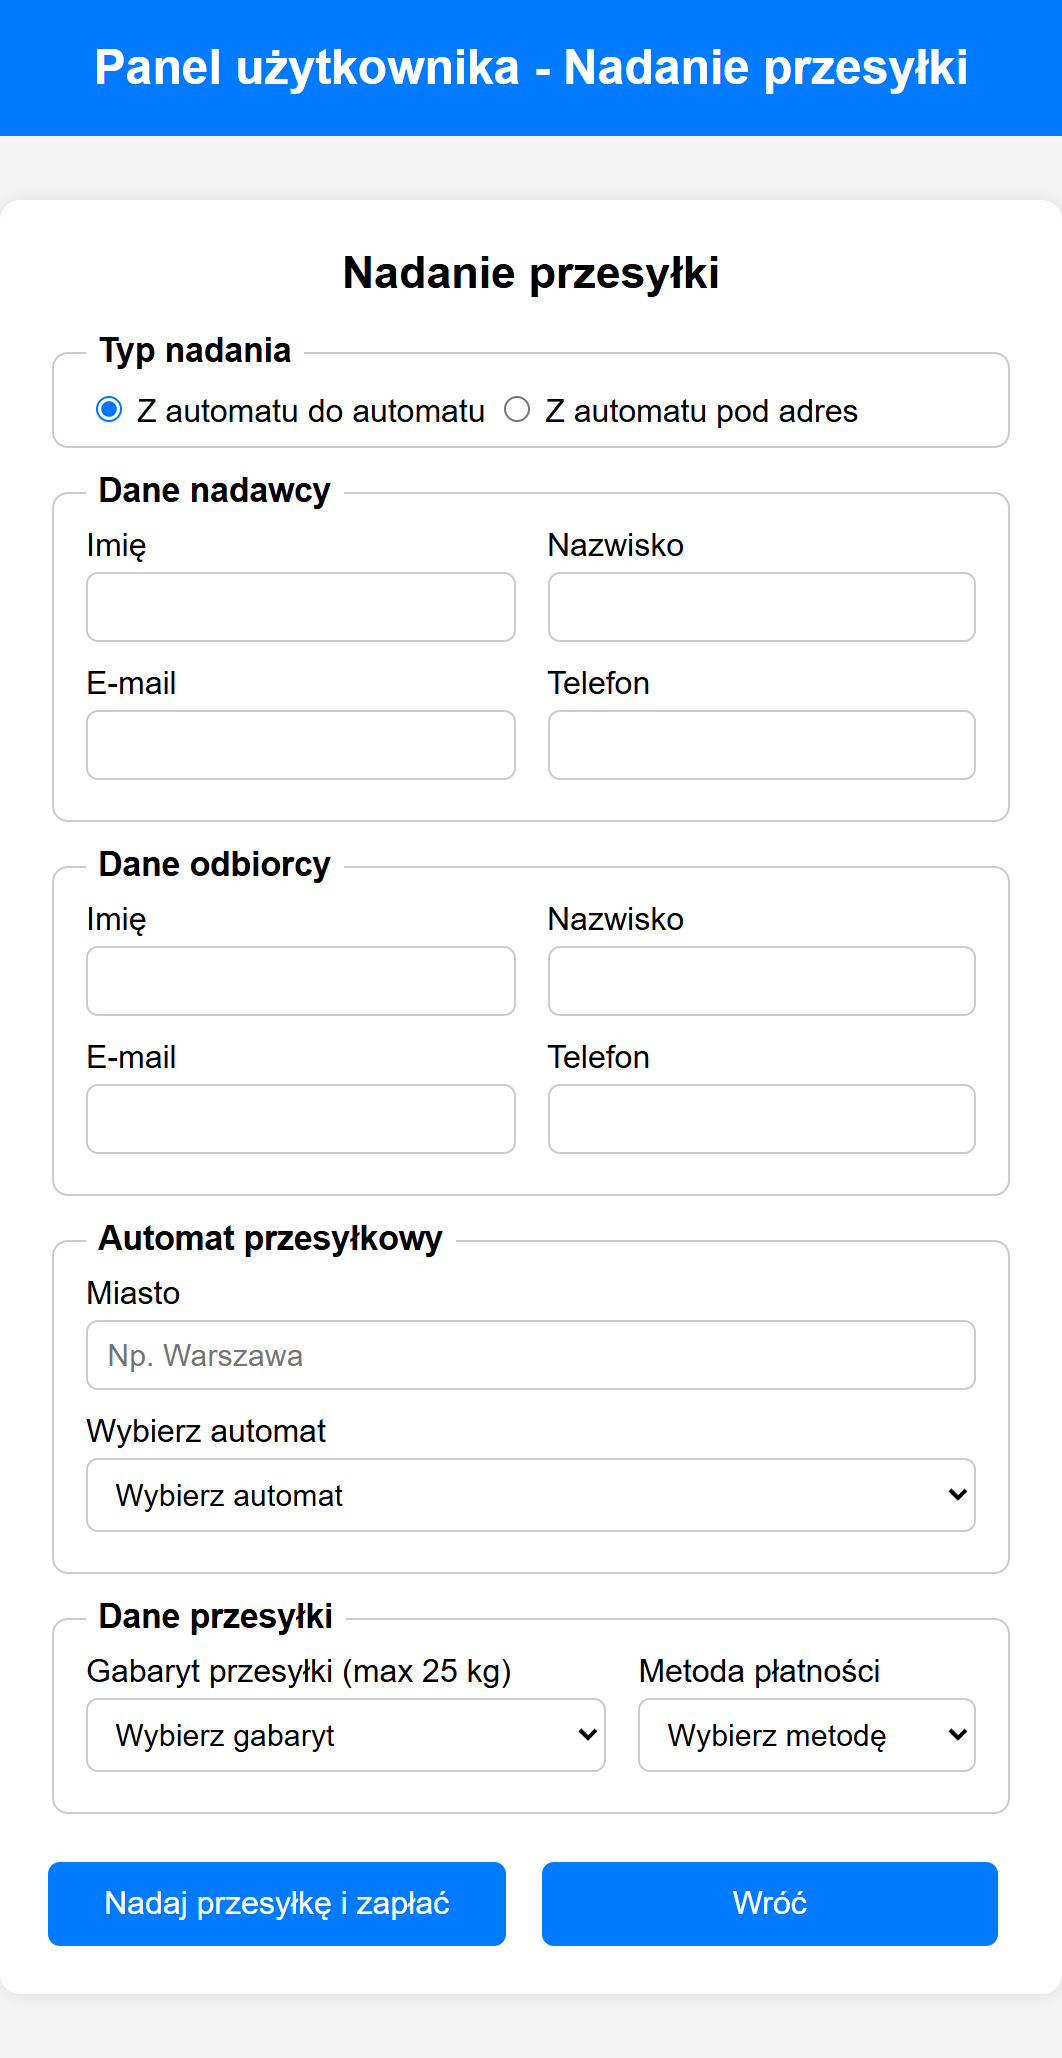 Panel użytkownika - Nadanie przesyłki
Nadanie przesyłki
Typ nadania
Z automatu do automatu Z automatu pod adres
Dane nadawcy
Imię Nazwisko
E-mail Telefon
Dane odbiorcy
Imię Nazwisko
E-mail Telefon
Automat przesyłkowy
Miasto
Np. Warszawa
Wybierz automat
Wybierz automat
Dane przesyłki
Gabaryt przesyłki (max 25 kg) Metoda płatności
Wybierz gabaryt Wybierz metodę
Nadaj przesyłkę i zapłać Wróć